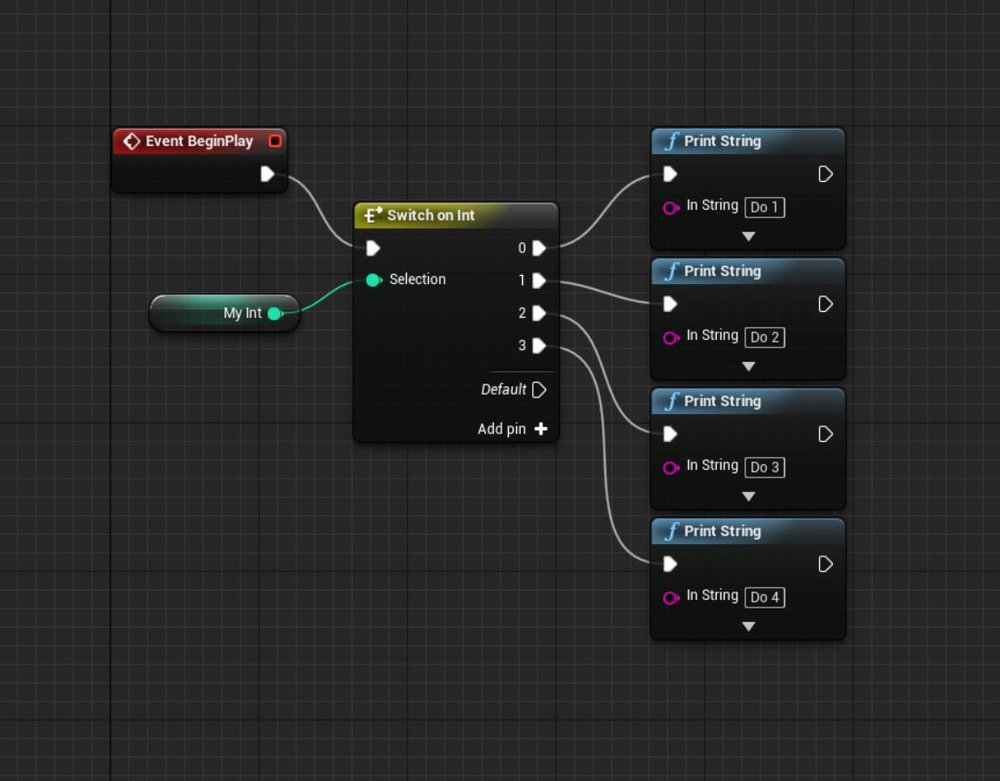 Event BeginPlay
My Int
Switch on Int
0
Selection
1
2
3
Default
Add pin
Print String
In String Do 1
Print String
In String Do 2
Print String
In String Do 3
Print String
In String Do 4